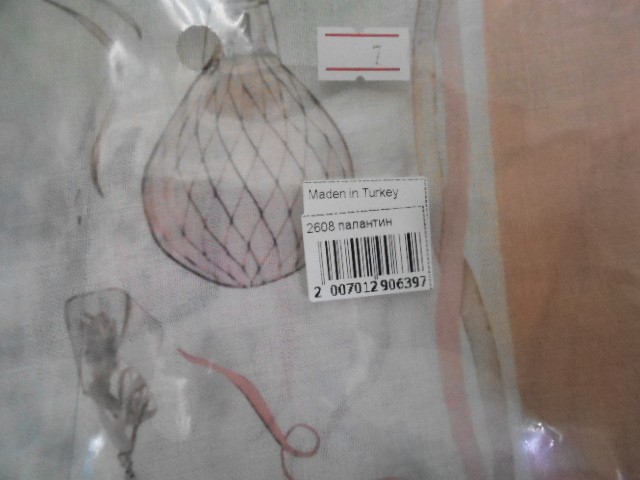 7
Maden in Turkey
2608 палантин
2 007012 906397